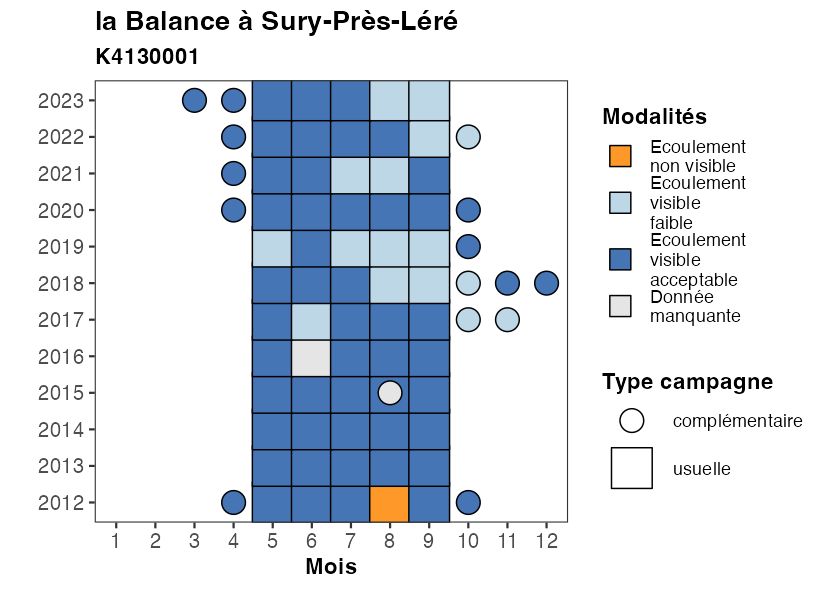 la Balance à Sury-Près-Léré
K4130001
2023
2022
2021
2020
2019
2018
2017
2016
2015
2014
2013
2012
1 2 3 4 5 6 7 8 9 10 11 12
Mois
Modalités
Ecoulement
non visible
Ecoulement
visible
faible
Ecoulement
visible
acceptable
Donnée
manquante
Type campagne
complémentaire
usuelle